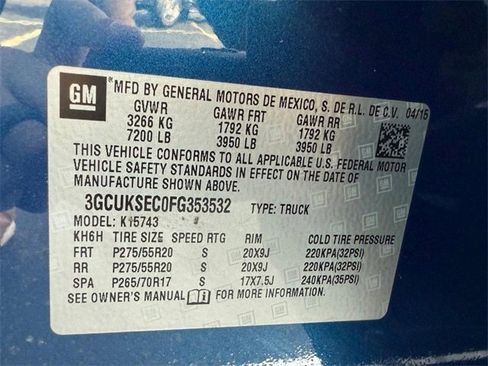 GM
*MFD BY GENERAL MOTORS DE MEXICO, S. DE R.L. DE C.V. 04/15
GVWR GAWR FRT GAWR RR
3266 KG 1792 KG 1792 KG
7200 LB 3950 LB 3950 LB
THIS VEHICLE CONFORMS TO ALL APPLICABLE U.S. FEDERAL MOTOR
VEHICLE SAFETY STANDARDS IN EFFECT ON THE DATE OF
MANUFACTURE SHOWN ABOVE.
3GCUKSEC0FG353532 TYPE: TRUCK
MODEL: K15743
KH6H TIRE SIZE SPEED RTG RIM COLD TIRE PRESSURE
FRT P275/55R20 S 20X9J 220KPA(32PSI)
RR P275/55R20 S 20X9J 220KPA(32PSI)
SPA P265/70R17 S 17X7.5J 240KPA(35PSI)
SEE OWNER'S MANUAL FOR MORE INFORMATION.